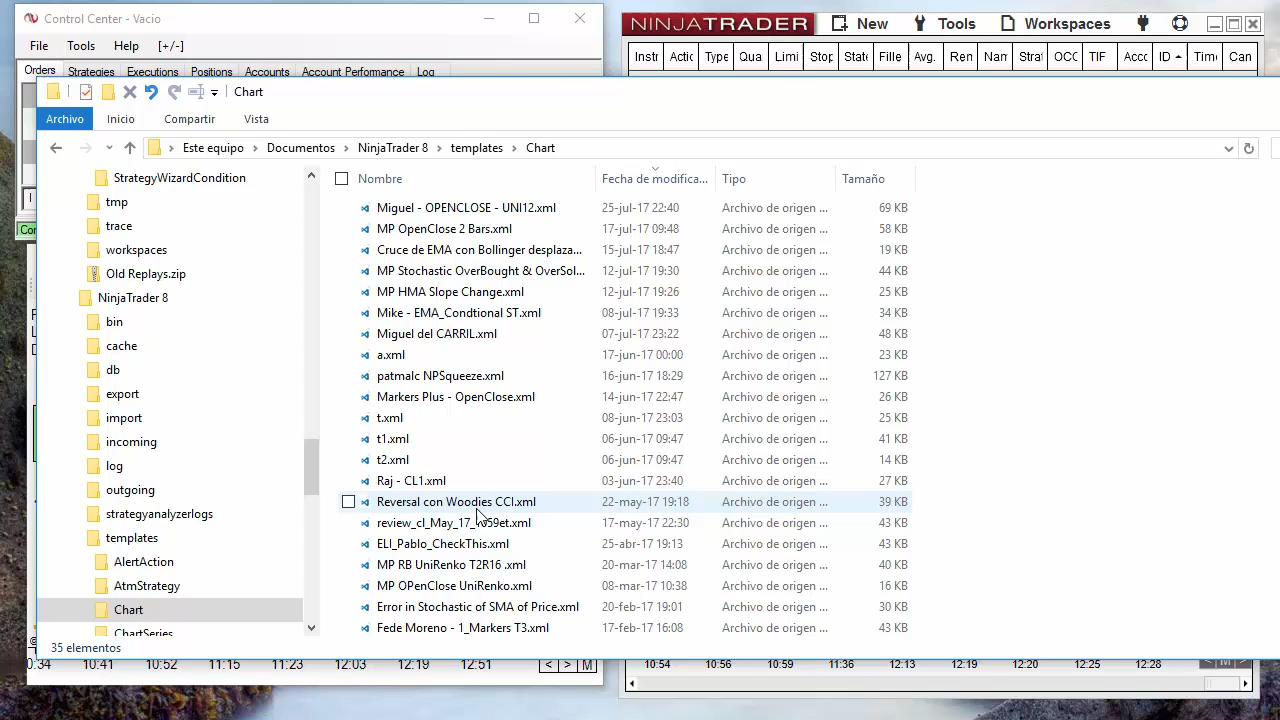 Control Center - Vacio
File Tools Help [+/-]
Orders Strategies Executions Positions Accounts Account Performance Log
NINJATRADER New Tools Workspaces
Instr Actic Type Qua Limi Stop State Fille Avg. Ren Nam Strat OCC TIF Accc ID Time Can
Chart
Archivo Inicio Compartir Vista
Este equipo Documentos NinjaTrader 8 templates Chart
Nombre Fecha de modifica... Tipo Tamaño
StrategyWizardCondition
tmp
trace
workspaces
Old Replays.zip
NinjaTrader 8
bin
cache
db
export
import
incoming
log
outgoing
strategyanalyzerlogs
templates
AlertAction
AtmStrategy
Chart
ChartSeries
Miguel - OPENCLOSE - UNI12.xml 25-jul-17 22:40 Archivo de origen ... 69 KB
MP OpenClose 2 Bars.xml 17-jul-17 09:48 Archivo de origen ... 58 KB
Cruce de EMA con Bollinger desplaza... 15-jul-17 18:47 Archivo de origen ... 19 KB
MP Stochastic OverBought & OverSol... 12-jul-17 19:30 Archivo de origen ... 44 KB
MP HMA Slope Change.xml 12-jul-17 19:26 Archivo de origen ... 25 KB
Mike - EMA_Condtional ST.xml 08-jul-17 19:33 Archivo de origen ... 34 KB
Miguel del CARRIL.xml 07-jul-17 23:22 Archivo de origen ... 48 KB
a.xml 17-jun-17 00:00 Archivo de origen ... 23 KB
patmalc NPSqueeze.xml 16-jun-17 18:29 Archivo de origen ... 127 KB
Markers Plus - OpenClose.xml 14-jun-17 22:47 Archivo de origen ... 26 KB
t.xml 08-jun-17 23:03 Archivo de origen ... 25 KB
t1.xml 06-jun-17 09:47 Archivo de origen ... 41 KB
t2.xml 06-jun-17 09:47 Archivo de origen ... 14 KB
Raj - CL1.xml 03-jun-17 23:40 Archivo de origen ... 27 KB
Reversal con Woodies CCI.xml 22-may-17 19:18 Archivo de origen ... 39 KB
17-may-17 22:30 Archivo de origen ... 43 KB
ELI_Pablo_CheckThis.xml 25-abr-17 19:13 Archivo de origen ... 43 KB
MP RB UniRenko T2R16 .xml 20-mar-17 14:08 Archivo de origen ... 40 KB
MP OPenClose UniRenko.xml 08-mar-17 10:38 Archivo de origen ... 16 KB
Error in Stochastic of SMA of Price.xml 20-feb-17 19:01 Archivo de origen ... 30 KB
Fede Moreno - 1_Markers T3.xml 17-feb-17 16:08 Archivo de origen ... 43 KB
35 elementos
0:34 10:41 10:57 11:15 11:23 12:03 12:19 12:51 < > M
10:54 10:56 10:59 11:36 11:09 12:13 12:19 12:20 12:28